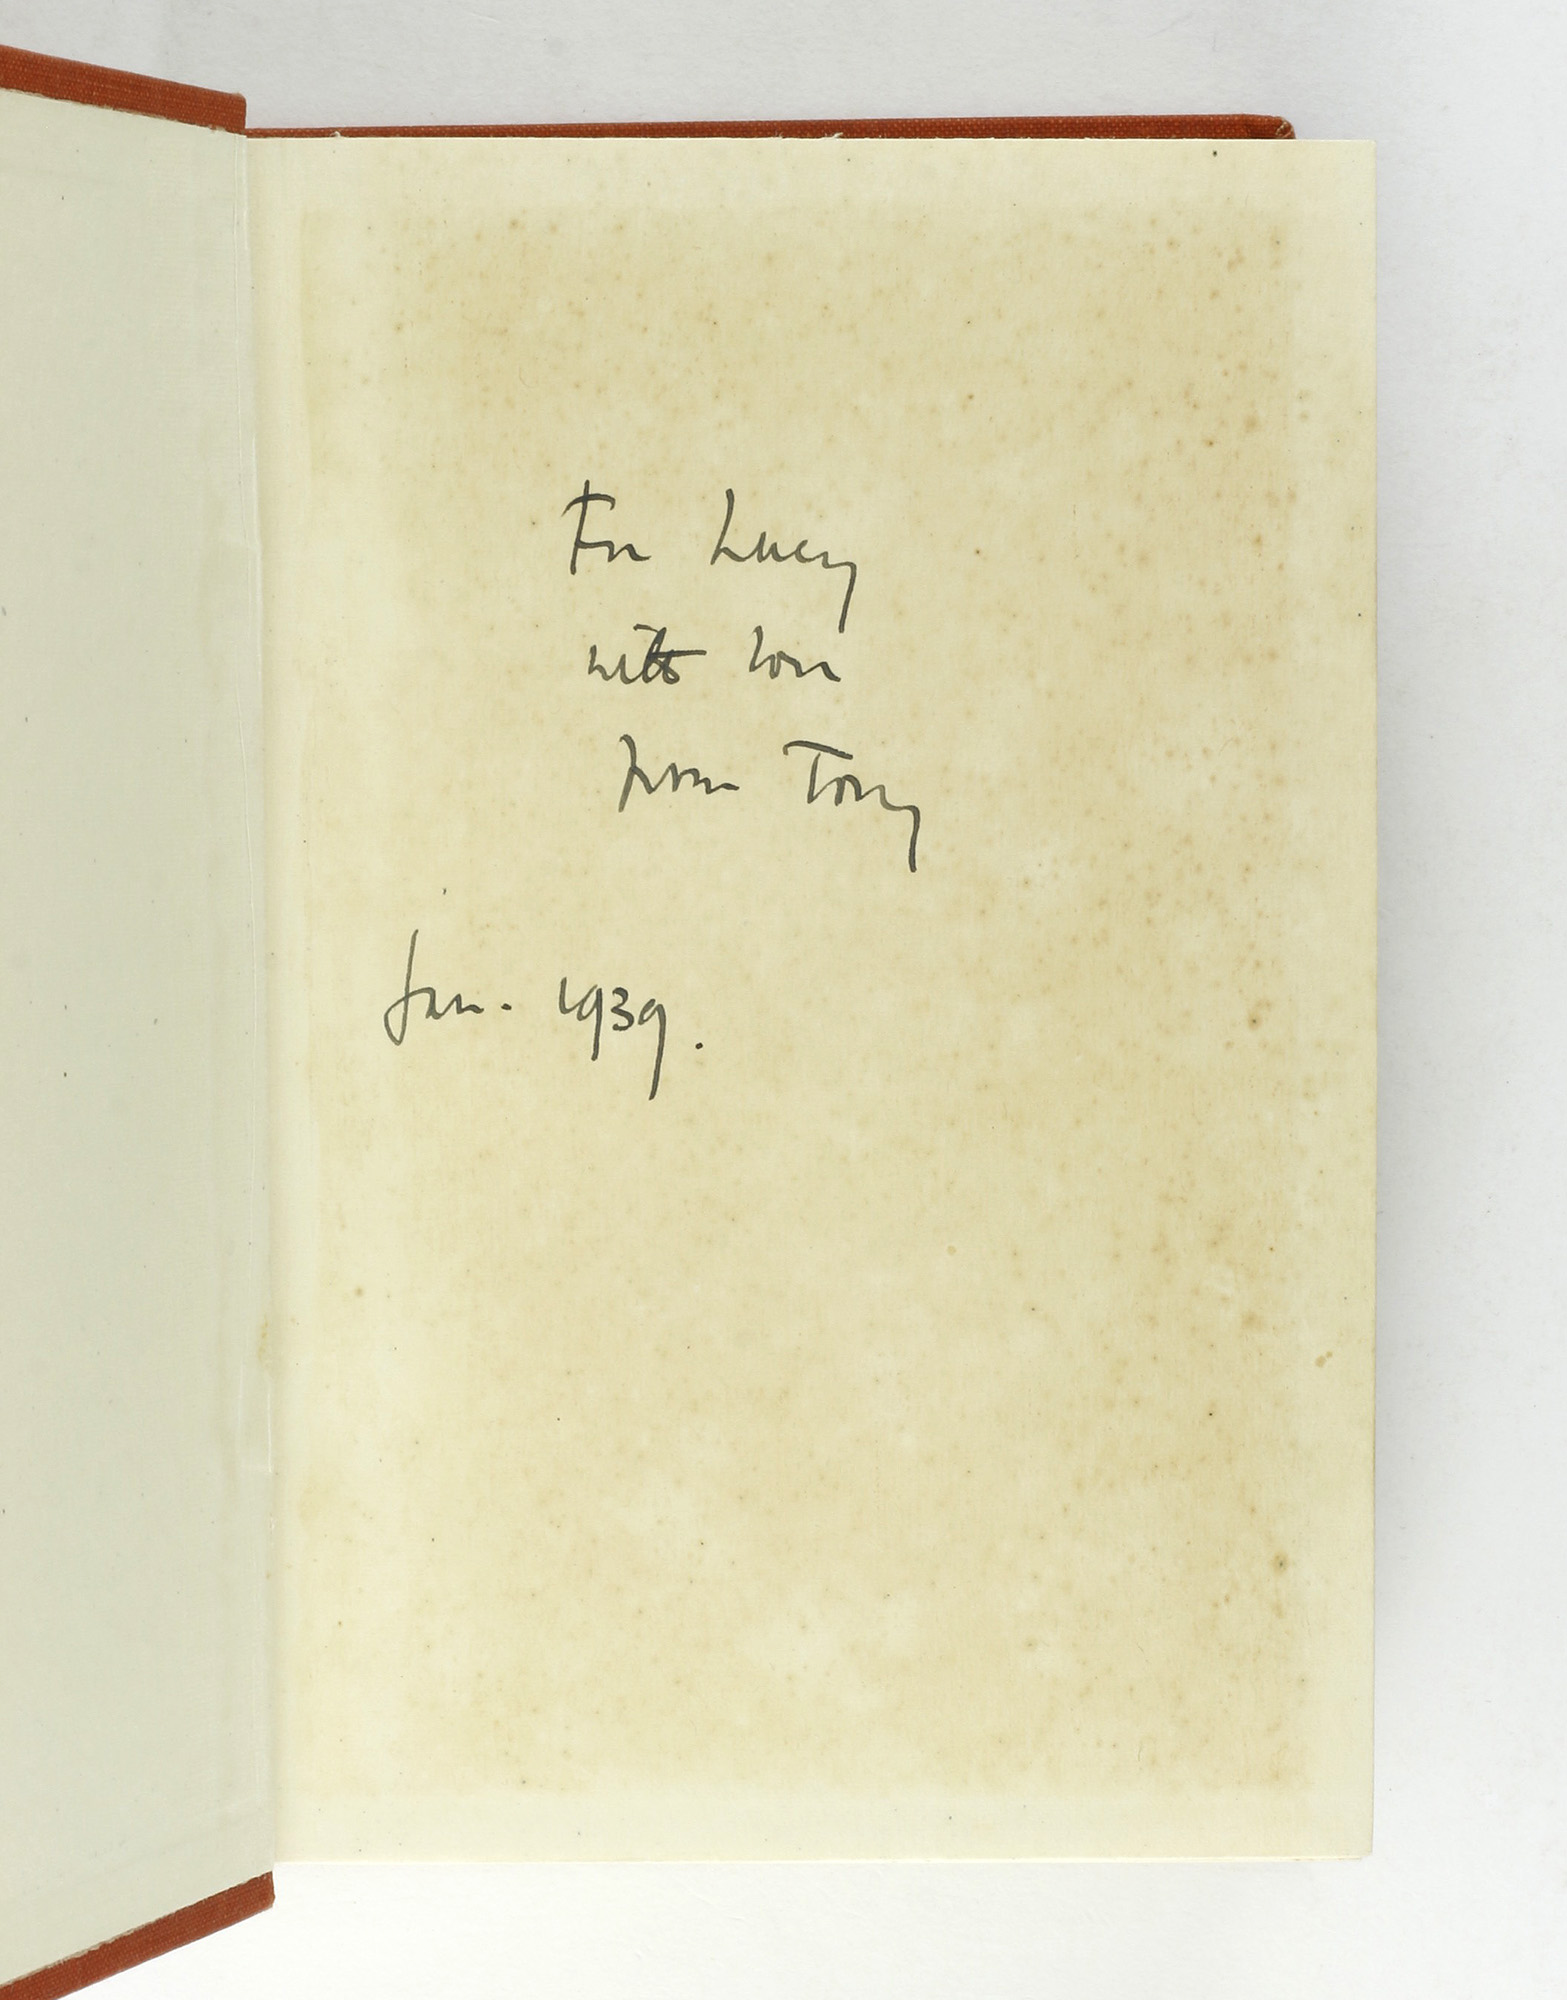 For Lucy
with love
from Tony
Jan. 1939.